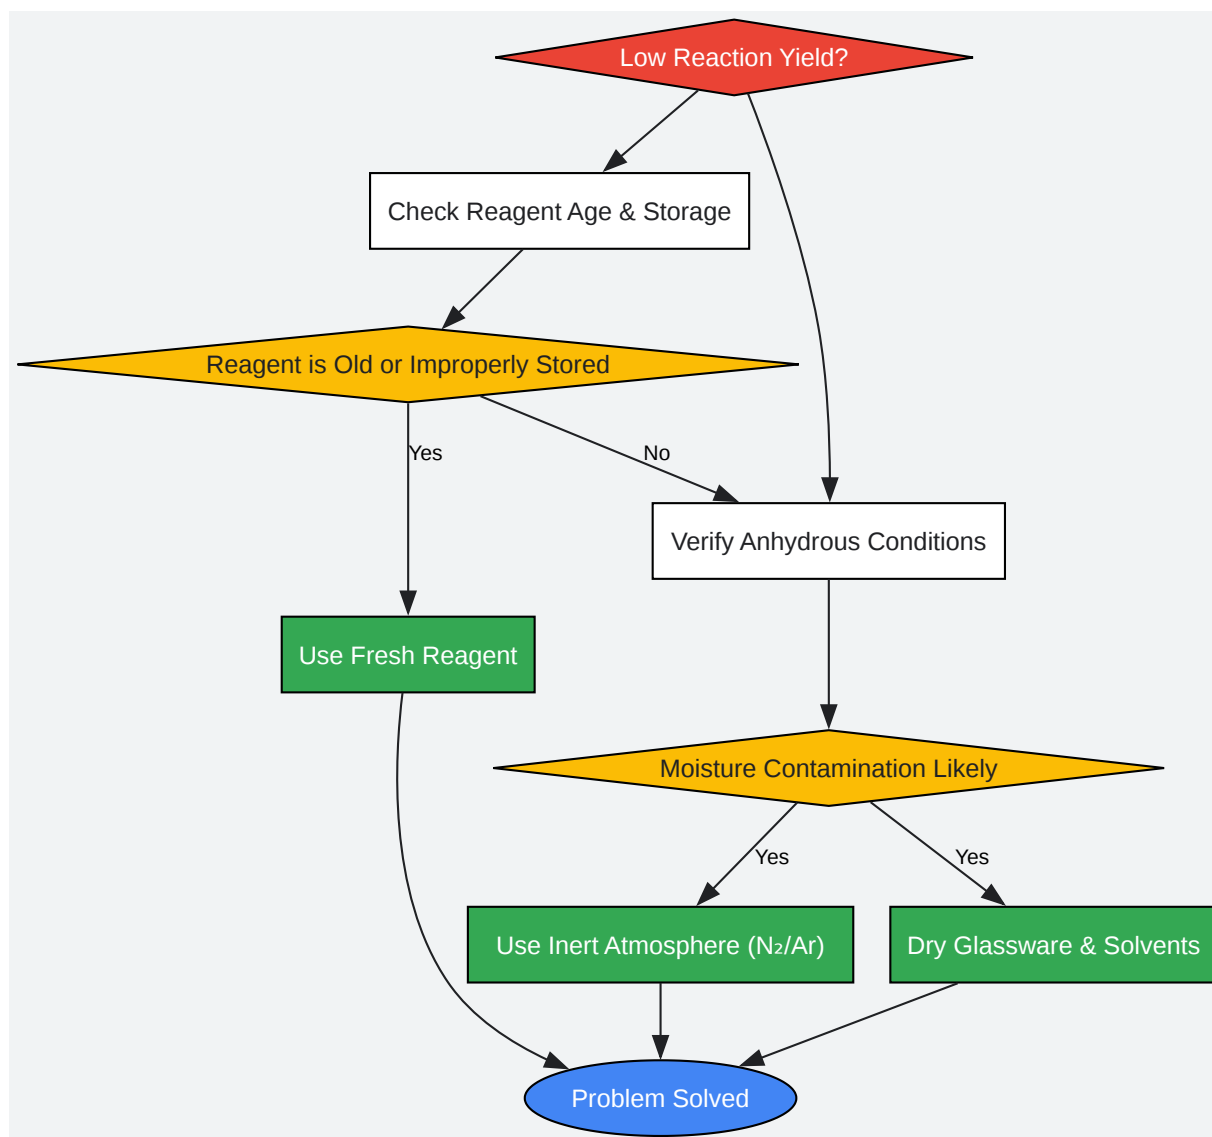 Low Reaction Yield?
Check Reagent Age & Storage
Reagent is Old or Improperly Stored
Yes
No
Verify Anhydrous Conditions
Use Fresh Reagent
Moisture Contamination Likely
Yes
Yes
Use Inert Atmosphere (N₂/Ar)
Dry Glassware & Solvents
Problem Solved